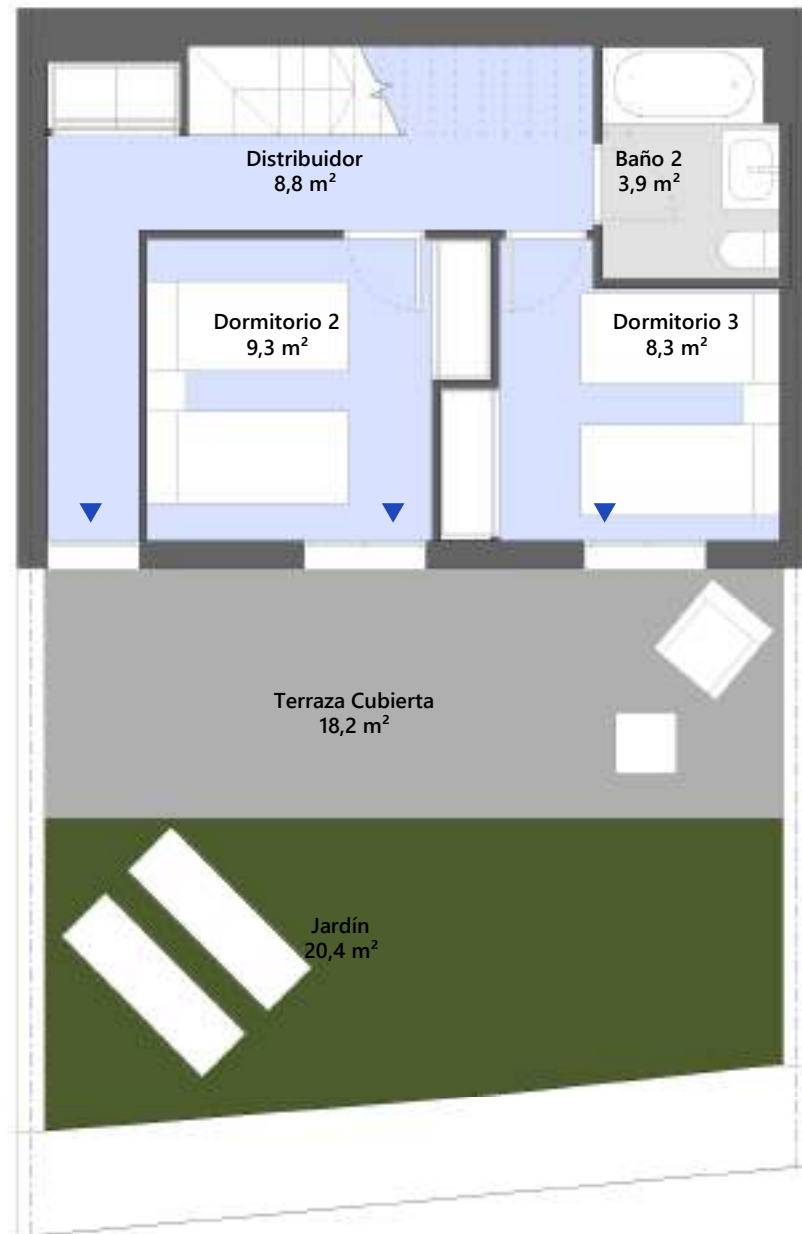 Distribuidor
8,8 m²
Baño 2
3,9 m²
Dormitorio 2
9,3 m²
Dormitorio 3
8,3 m²
Terraza Cubierta
18,2 m²
Jardín
20,4 m²